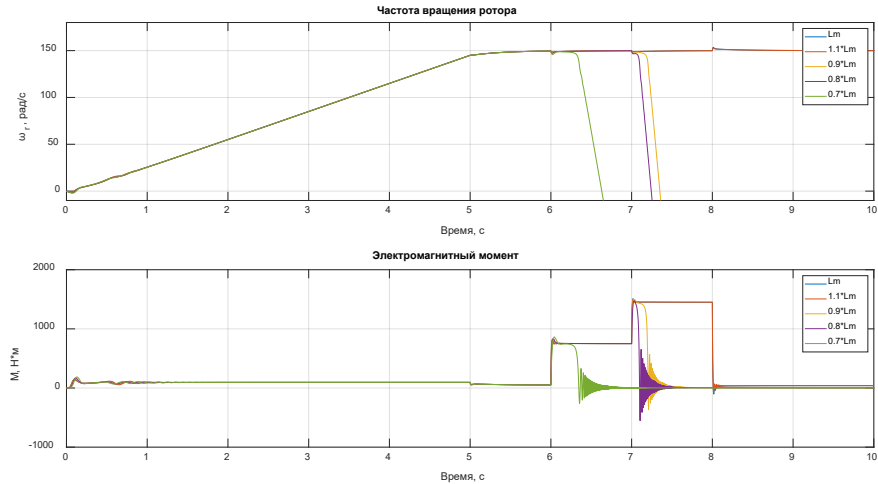 Частота вращения ротора
150
100
50
0
ω r , рад/с
0 1 2 3 4 5 6 7 8 9 10
Время, с
Lm
1.1*Lm
0.9*Lm
0.8*Lm
0.7*Lm
Электромагнитный момент
2000
1000
0
-1000
М, Н*м
0 1 2 3 4 5 6 7 8 9 10
Время, с
Lm
1.1*Lm
0.9*Lm
0.8*Lm
0.7*Lm